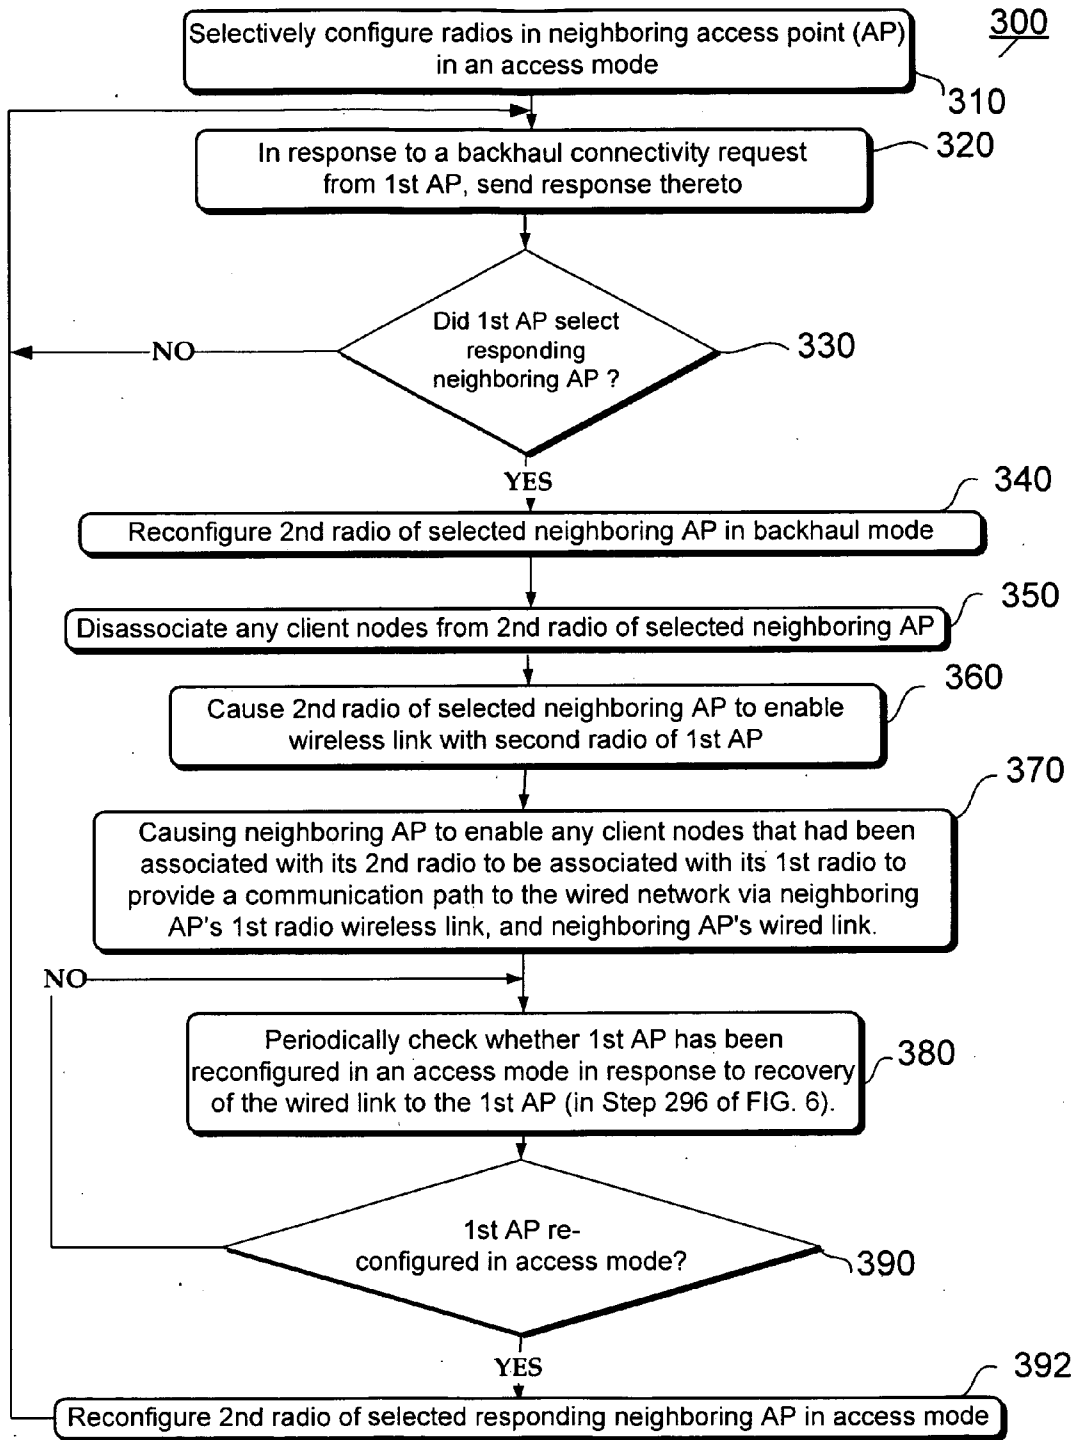 300
Selectively configure radios in neighboring access point (AP)
in an access mode
310
320
In response to a backhaul connectivity request
from 1st AP, send response thereto
Did 1st AP select
responding
neighboring AP ?
330
NO
YES
340
Reconfigure 2nd radio of selected neighboring AP in backhaul mode
350
Disassociate any client nodes from 2nd radio of selected neighboring AP
360
Cause 2nd radio of selected neighboring AP to enable
wireless link with second radio of 1st AP
370
Causing neighboring AP to enable any client nodes that had been
associated with its 2nd radio to be associated with its 1st radio to
provide a communication path to the wired network via neighboring
AP's 1st radio wireless link, and neighboring AP's wired link.
NO
Periodically check whether 1st AP has been
reconfigured in an access mode in response to recovery
of the wired link to the 1st AP (in Step 296 of FIG. 6).
380
1st AP re-
configured in access mode?
390
YES
392
Reconfigure 2nd radio of selected responding neighboring AP in access mode